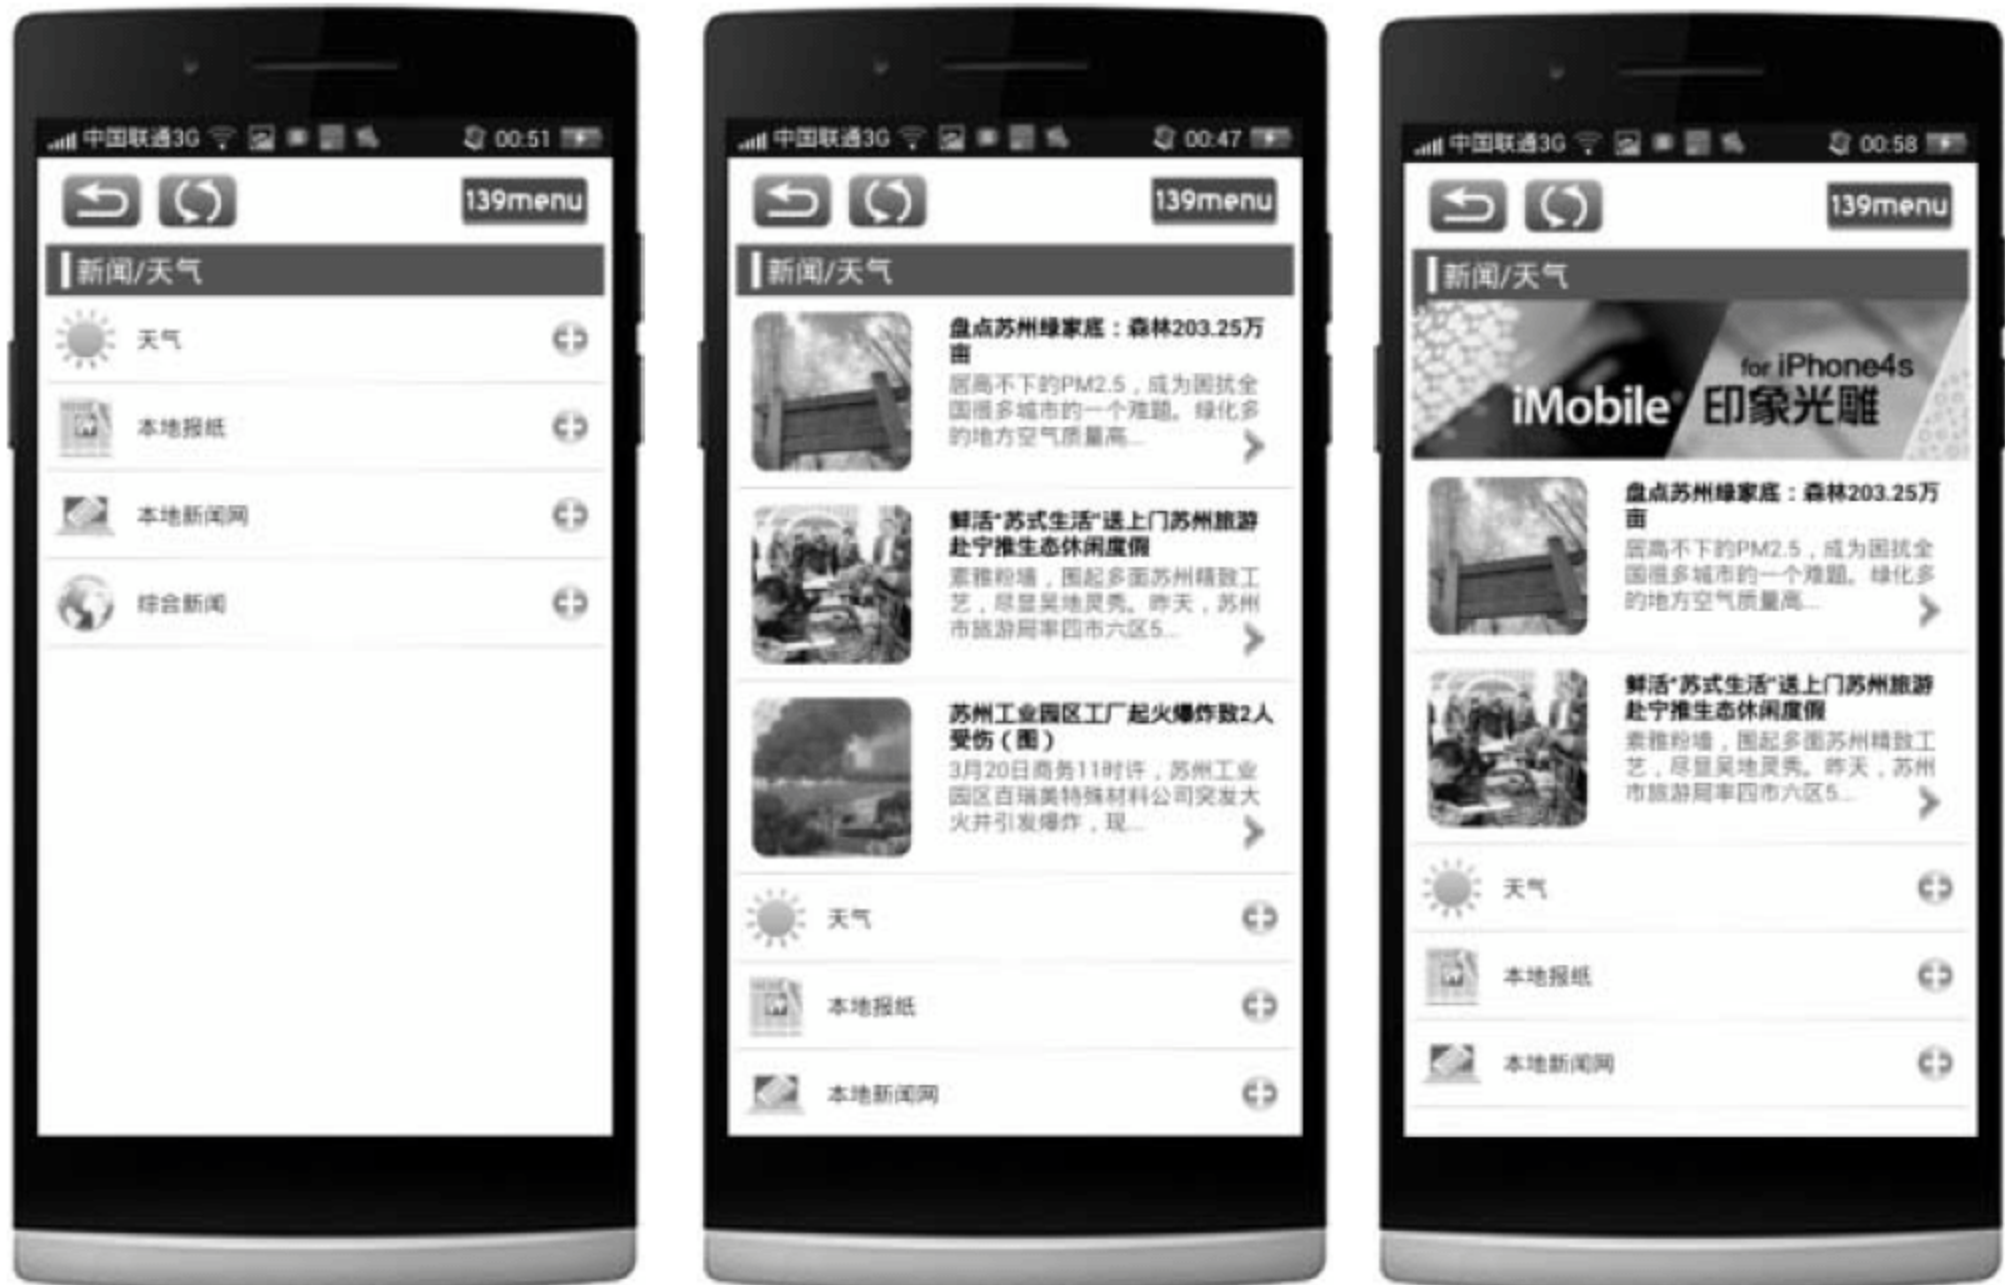 中国联通3G 00:51
139menu
新闻/天气
天气
本地报纸
本地新闻网
综合新闻
中国联通3G 00:47
139menu
新闻/天气
盘点苏州绿家底：森林203.25万
亩
居高不下的PM2.5，成为困扰全
国很多城市的一个难题。绿化多
的地方空气质量高...
鲜活“苏式生活”送上门苏州旅游
赴宁推生态休闲度假
素雅粉墙，围起多面苏州精致工
艺，尽显吴地灵秀。昨天，苏州
市旅游局率四市六区5...
苏州工业园区工厂起火爆炸致2人
受伤（图）
3月20日商务11时许，苏州工业
园区百瑞美特殊材料公司突发大
火并引发爆炸，现...
天气
本地报纸
本地新闻网
中国联通3G 00:58
139menu
新闻/天气
for iPhone4s
iMobile 印象光雕
盘点苏州绿家底：森林203.25万
亩
居高不下的PM2.5，成为困扰全
国很多城市的一个难题。绿化多
的地方空气质量高...
鲜活“苏式生活”送上门苏州旅游
赴宁推生态休闲度假
素雅粉墙，围起多面苏州精致工
艺，尽显吴地灵秀。昨天，苏州
市旅游局率四市六区5...
天气
本地报纸
本地新闻网